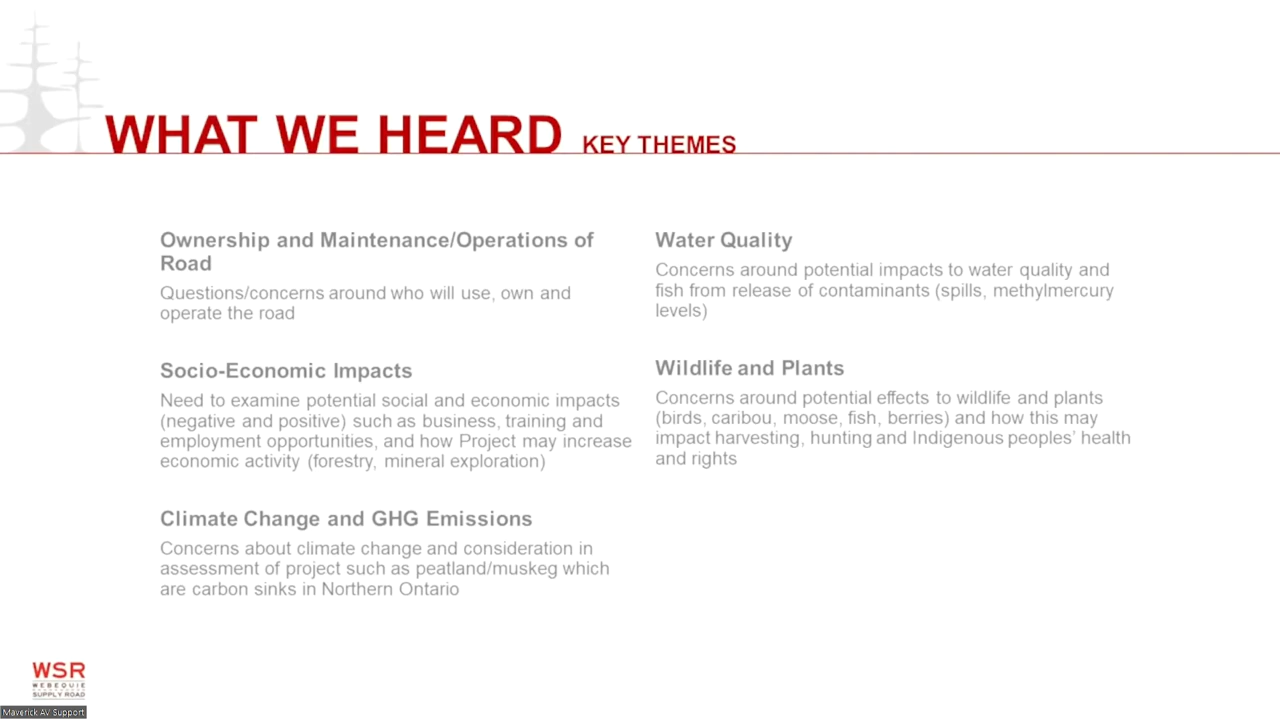 WHAT WE HEARD KEY THEMES
Ownership and Maintenance/Operations of
Road
Questions/concerns around who will use, own and
operate the road
Socio-Economic Impacts
Need to examine potential social and economic impacts
(negative and positive) such as business, training and
employment opportunities, and how Project may increase
economic activity (forestry, mineral exploration)
Climate Change and GHG Emissions
Concerns about climate change and consideration in
assessment of project such as peatland/muskeg which
are carbon sinks in Northern Ontario
Water Quality
Concerns around potential impacts to water quality and
fish from release of contaminants (spills, methylmercury
levels)
Wildlife and Plants
Concerns around potential effects to wildlife and plants
(birds, caribou, moose, fish, berries) and how this may
impact harvesting, hunting and Indigenous peoples’ health
and rights
WSR
WEBEQUIE
SUPPLY ROAD
Maverick AV Support